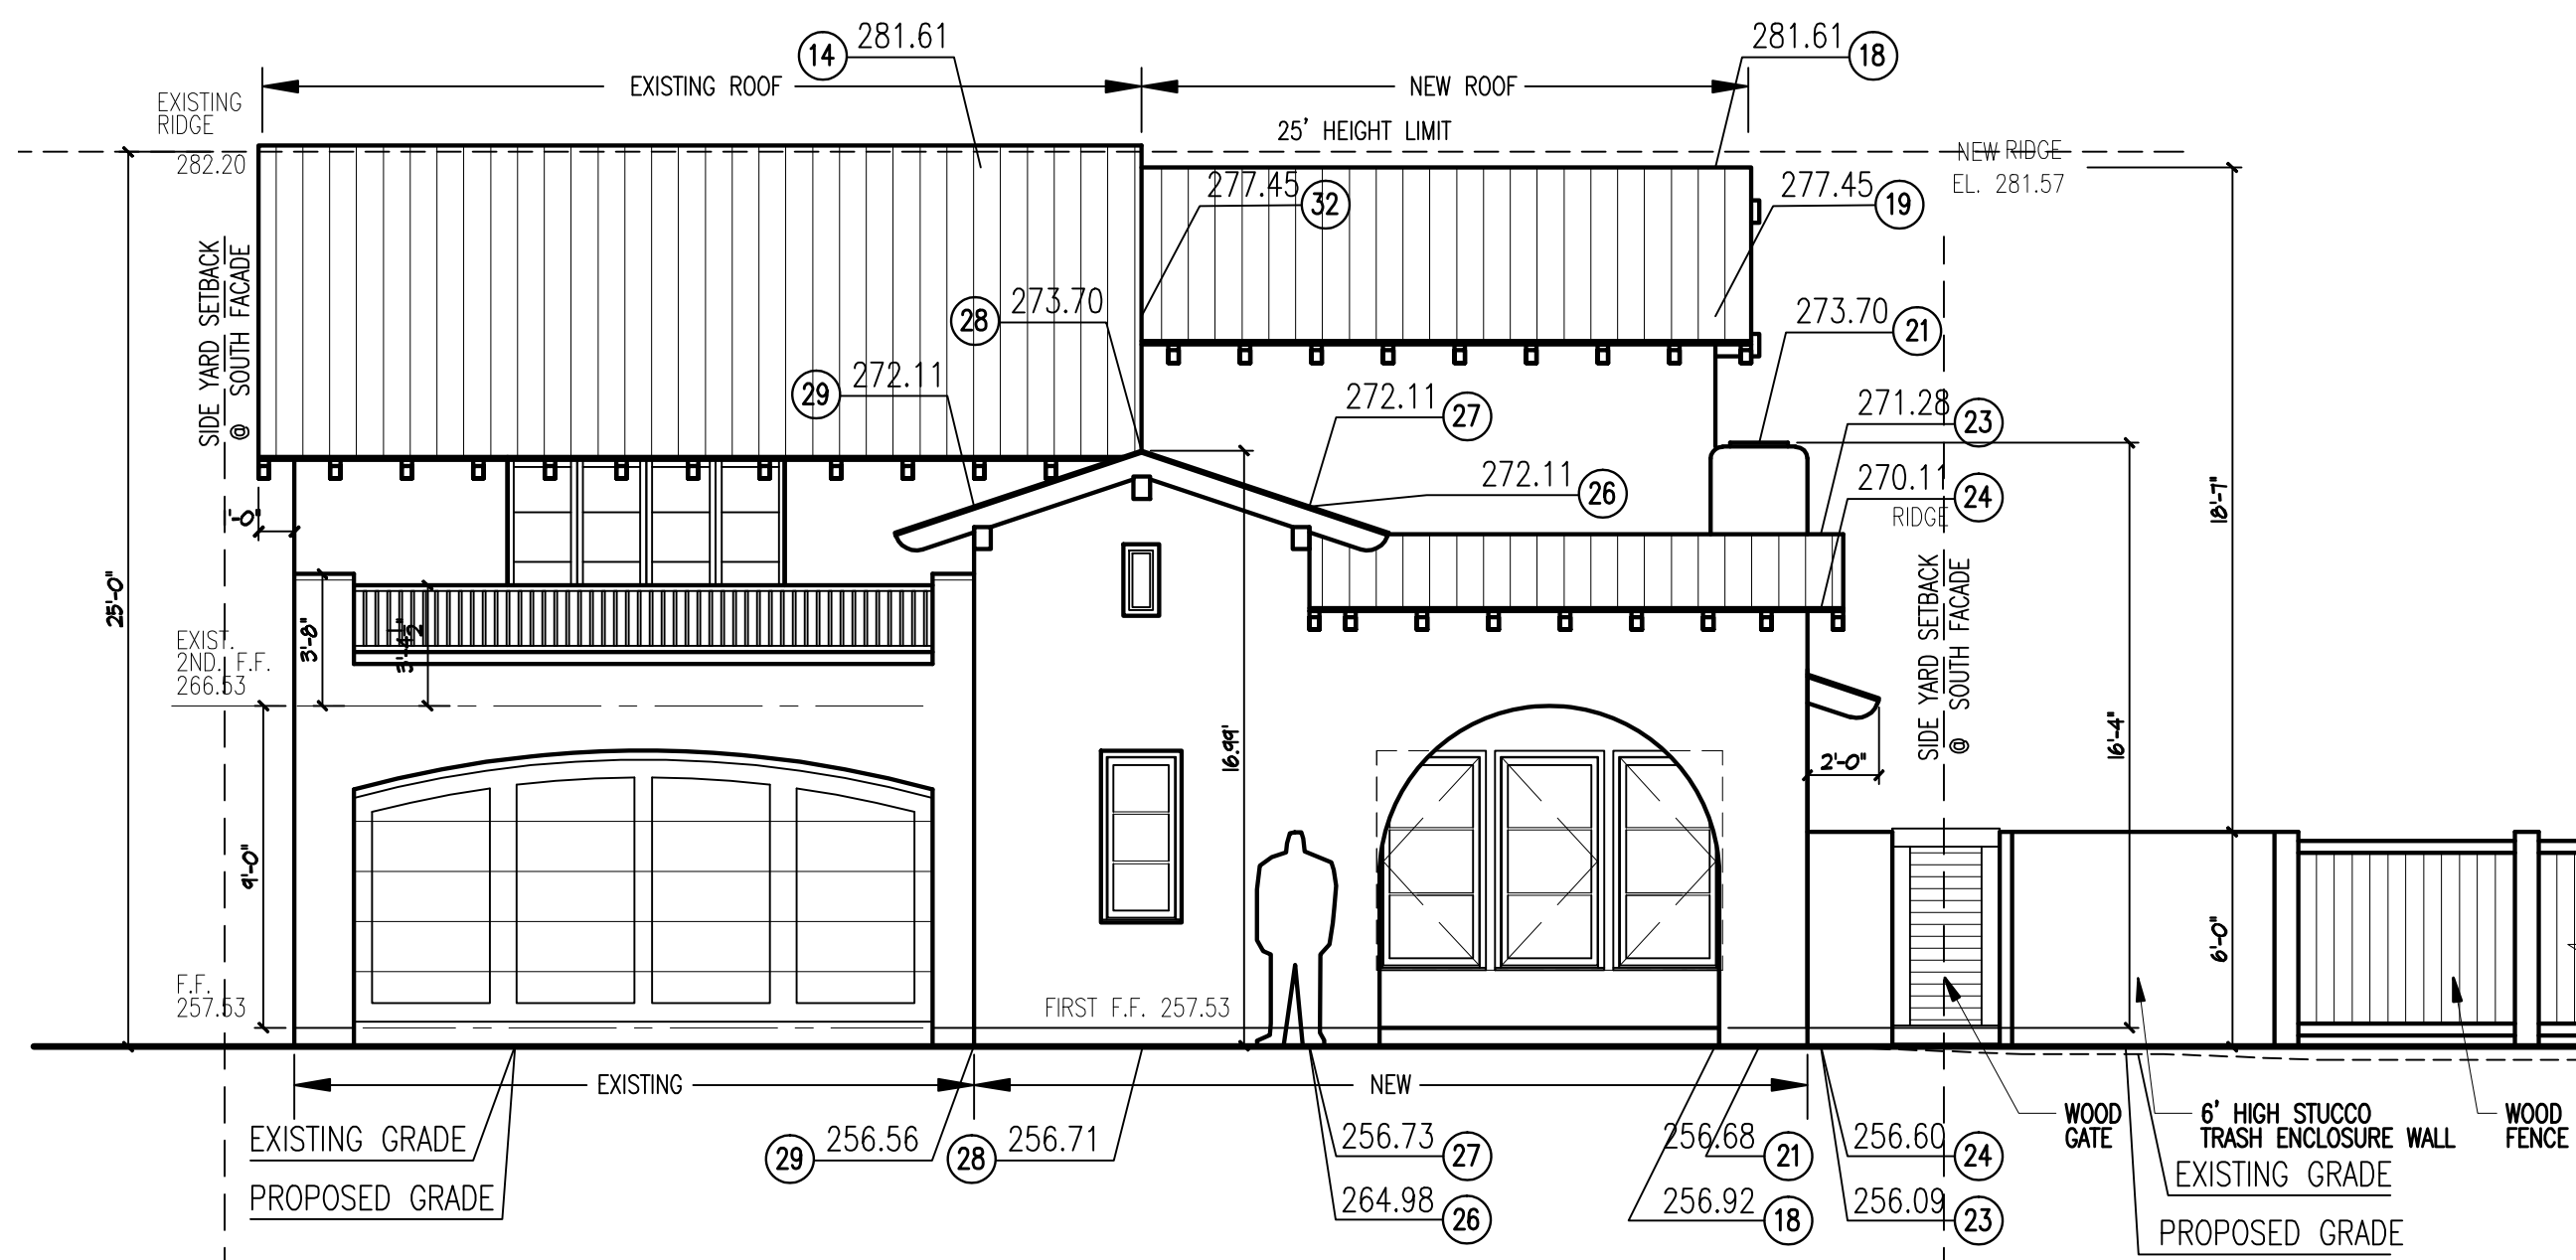 14 281.61
281.61 18
EXISTING ROOF
NEW ROOF
EXISTING
RIDGE
282.20
25' HEIGHT LIMIT
NEW RIDGE
EL. 281.57
277.45 32
277.45 19
SIDE YARD SETBACK
@ SOUTH FACADE
28 273.70
273.70 21
29 272.11
272.11 27
271.28 23
272.11 26
270.11 24
RIDGE
18'-7"
1'-0"
25'-0"
3'-8"
3'-4 1/2"
EXIST.
2ND. F.F.
266.53
SIDE YARD SETBACK
@ SOUTH FACADE
16.99'
16'-4"
2'-0"
9'-0"
6'-0"
F.F.
257.53
FIRST F.F. 257.53
EXISTING
NEW
EXISTING GRADE
PROPOSED GRADE
29 256.56
28 256.71
256.73 27
264.98 26
256.68 21
256.92 18
256.60 24
256.09 23
WOOD
GATE
6' HIGH STUCCO
TRASH ENCLOSURE WALL
WOOD
FENCE
EXISTING GRADE
PROPOSED GRADE